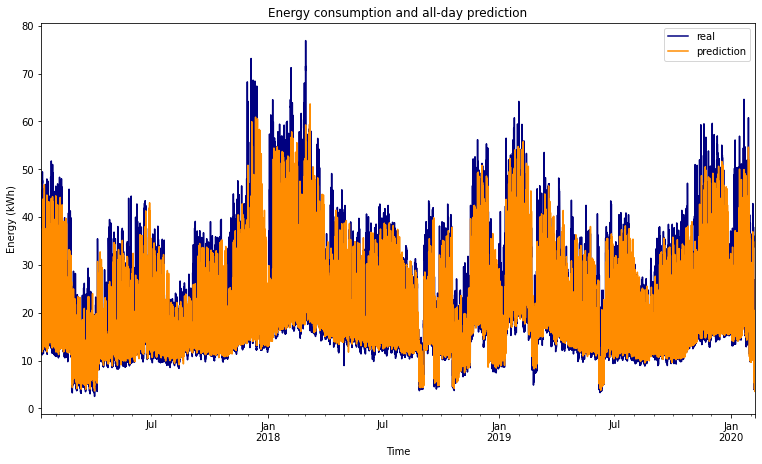 Energy consumption and all-day prediction
real
prediction
80
70
60
50
40
30
20
10
0
Energy (kWh)
Jul
Jan
2018
Jul
Jan
2019
Jul
Jan
2020
Time